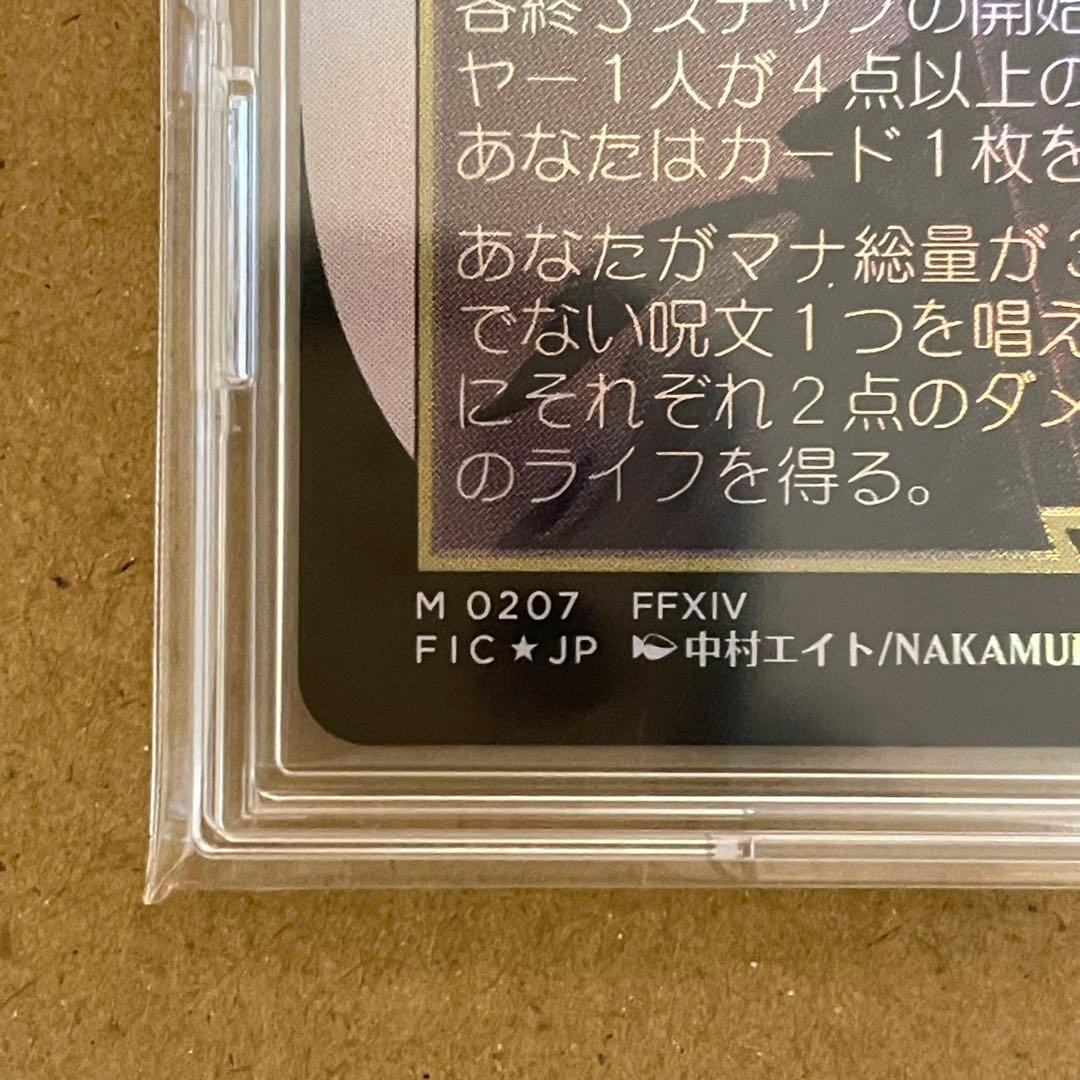 各終了ステップの開始
ヤー１人が４点以上の
あなたはカード１枚を
あなたがマナ総量が３
でない呪文１つを唱え
にそれぞれ２点のダメ
のライフを得る。
M 0207 FFXIV
FIC★JP 中村エイト/NAKAMU